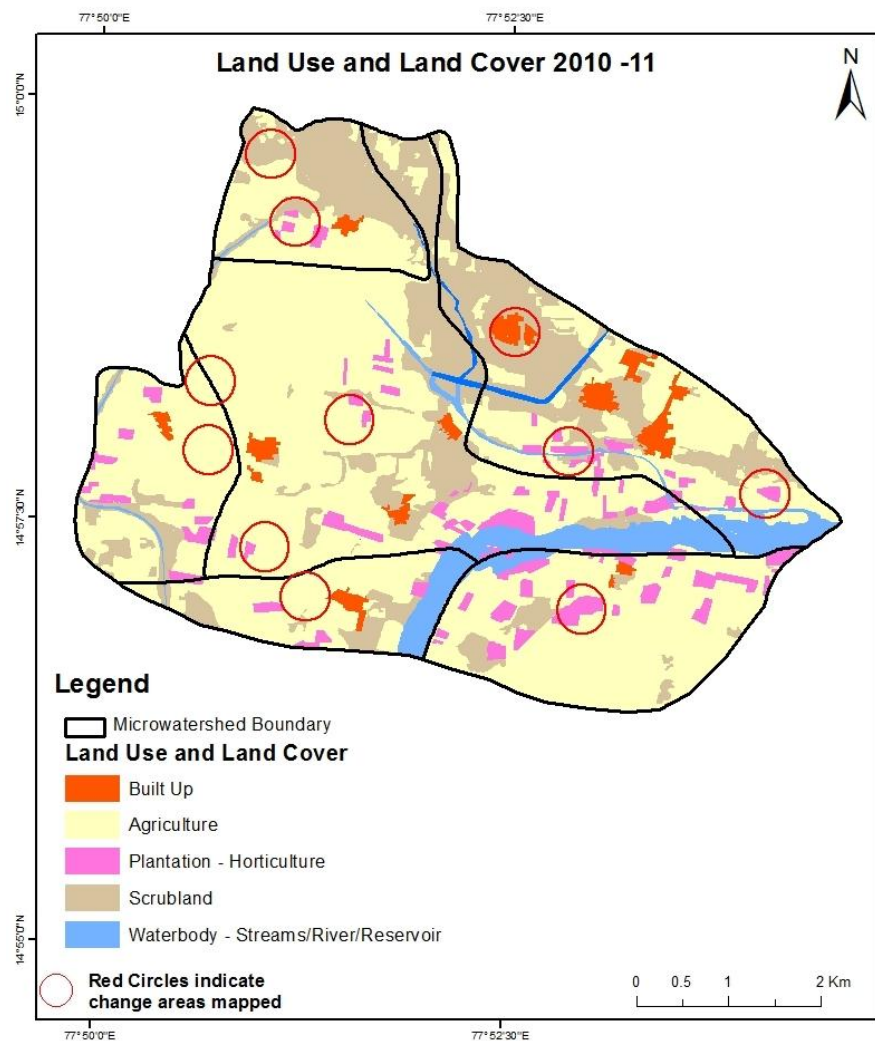 77°50'0"E
77°52'30"E
Land Use and Land Cover 2010 -11
N
15°0'0"N
14°57'30"N
14°55'0"N
Legend
Microwatershed Boundary
Land Use and Land Cover
Built Up
Agriculture
Plantation - Horticulture
Scrubland
Waterbody - Streams/River/Reservoir
Red Circles indicate
change areas mapped
0 0.5 1 2 Km
77°50'0"E
77°52'30"E